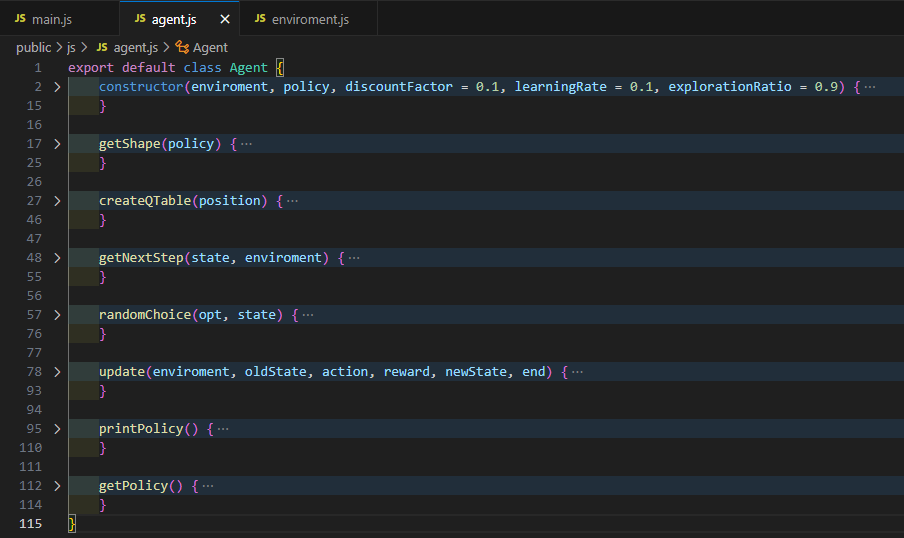 JS main.js JS agent.js × JS enviroment.js
public > js > JS agent.js > Agent
1 export default class Agent {
2 > constructor(enviroment, policy, discountFactor = 0.1, learningRate = 0.1, explorationRatio = 0.9) { ···
15 }
16
17 > getShape(policy) { ···
25 }
26
27 > createQTable(position) { ···
46 }
47
48 > getNextStep(state, enviroment) { ···
55 }
56
57 > randomChoice(opt, state) { ···
76 }
77
78 > update(enviroment, oldState, action, reward, newState, end) { ···
93 }
94
95 > printPolicy() { ···
110 }
111
112 > getPolicy() { ···
114 }
115 }